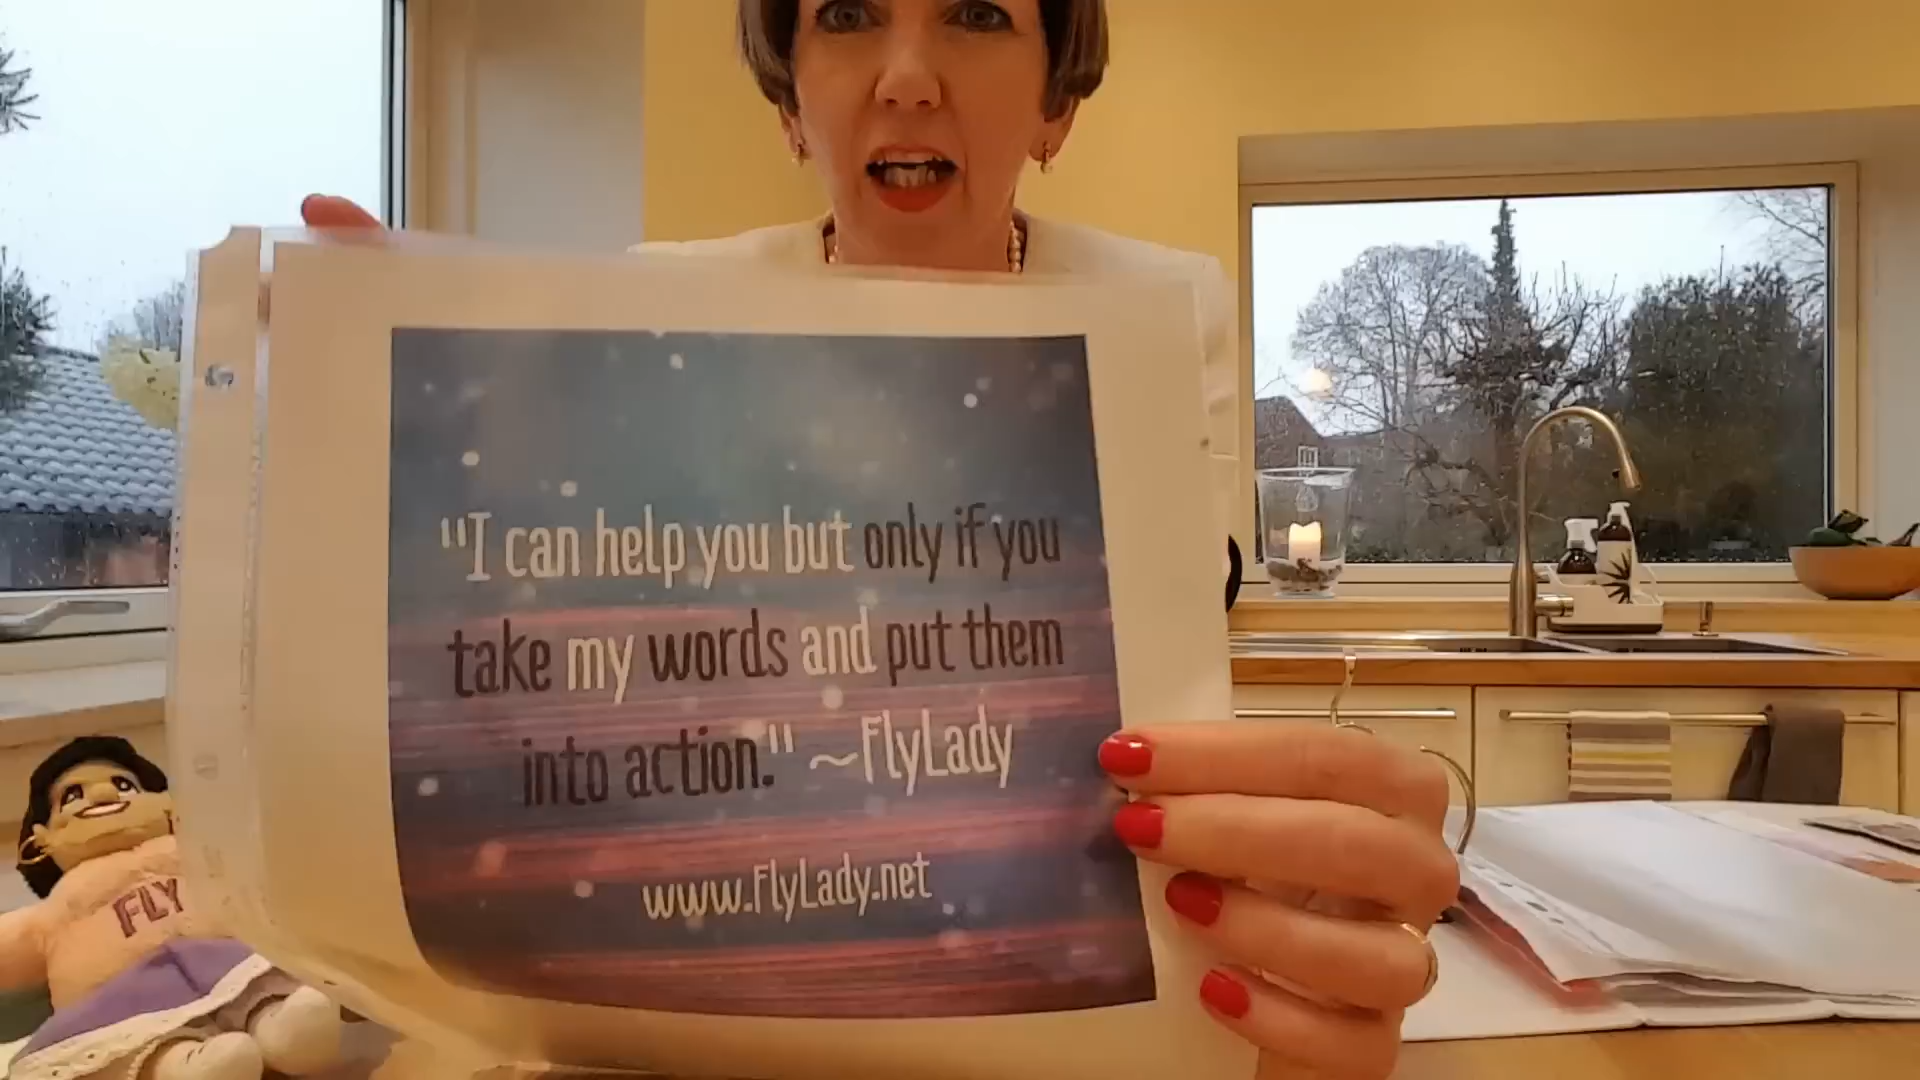 "I can help you but only if you
take my words and put them
into action." ~FlyLady
www.FlyLady.net
FLY